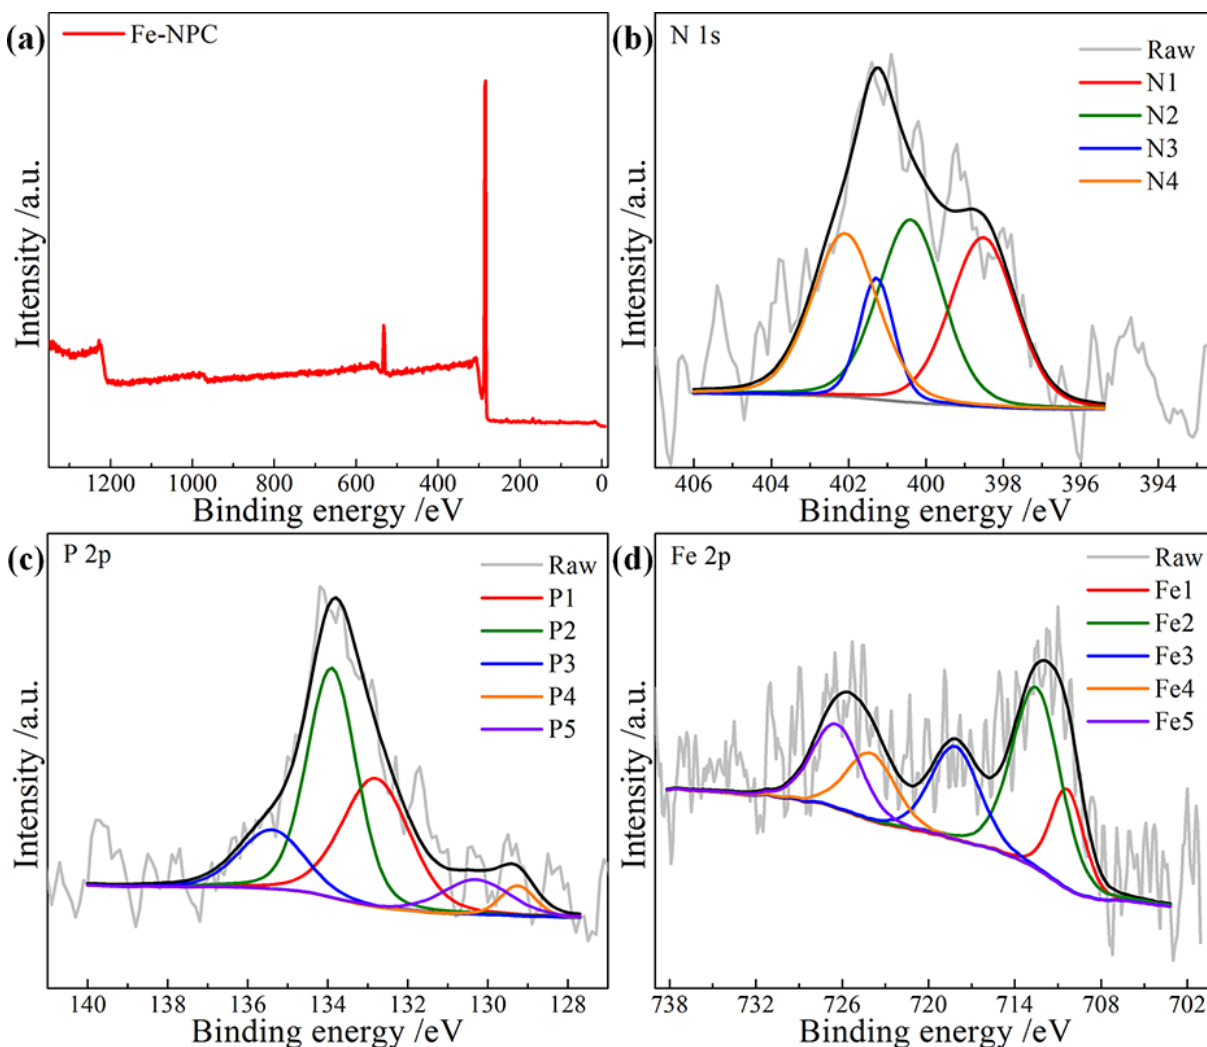 (a)
Fe-NPC
Intensity /a.u.
1200 1000 800 600 400 200 0
Binding energy /eV
(b)
N 1s
Raw
N1
N2
N3
N4
Intensity /a.u.
406 404 402 400 398 396 394
Binding energy /eV
(c)
P 2p
Raw
P1
P2
P3
P4
P5
Intensity /a.u.
140 138 136 135 133 132 130 129 128
Binding energy /eV
(d)
Fe 2p
Raw
Fe1
Fe2
Fe3
Fe4
Fe5
Intensity /a.u.
738 732 726 720 714 708 702
Binding energy /eV